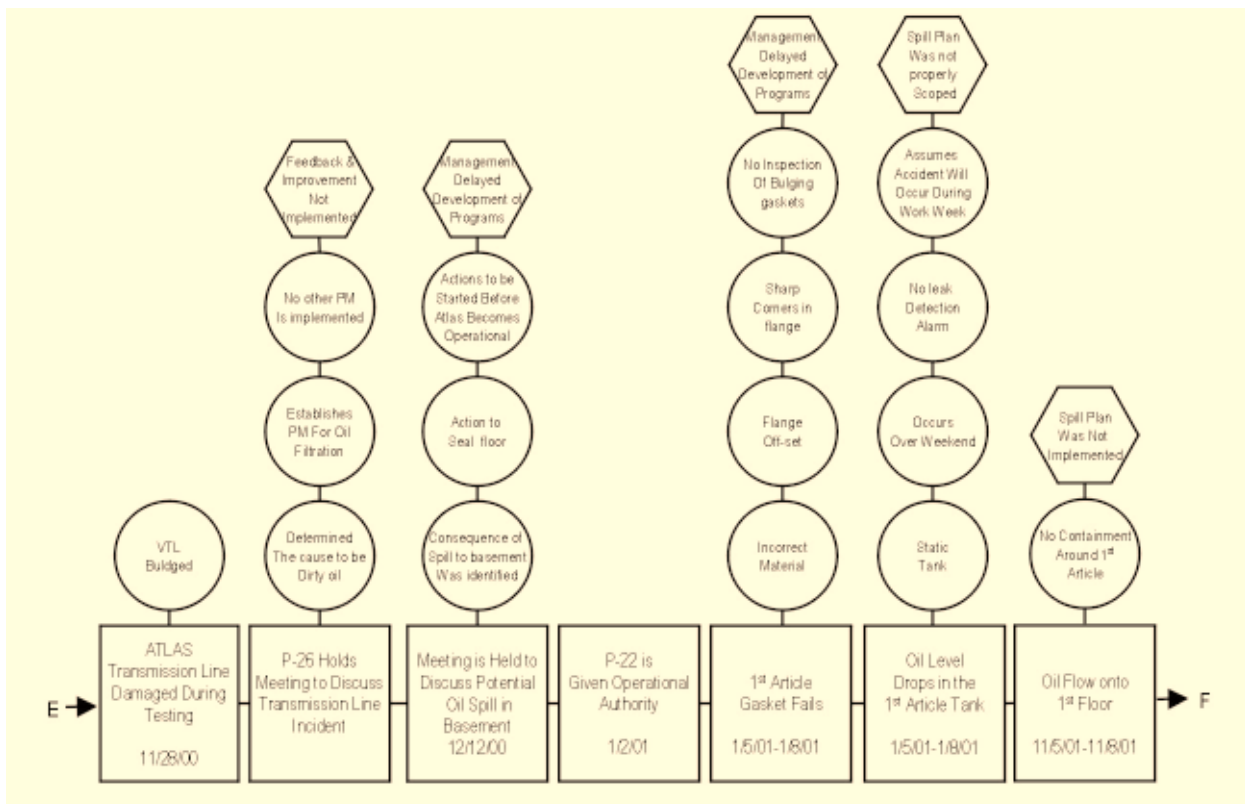 Management
Delayed
Development of
Programs
Spill Plan
Was not
properly
Scoped
Feedback &
Improvement
Not
Implemented
Management
Delayed
Development of
Programs
No Inspection
Of Bulging
gaskets
Assumes
Accident Will
Occur During
Work Week
No other PM
Is implemented
Actions to be
Started Before
Atlas Becomes
Operational
Sharp
Corners in
flange
No leak
Detection
Alarm
Establishes
PM For Oil
Filtration
Action to
Seal floor
Flange
Off-set
Occurs
Over Weekend
Spill Plan
Was Not
Implemented
VTL
Buldged
Determined
The cause to be
Dirty oil
Consequence of
Spill to basement
Was identified
Incorrect
Material
Static
Tank
No Containment
Around 1st
Article
E
ATLAS
Transmission Line
Damaged During
Testing
11/28/00
P-26 Holds
Meeting to Discuss
Transmission Line
Incident
Meeting is Held to
Discuss Potential
Oil Spill in
Basement
12/12/00
P-22 is
Given Operational
Authority
1/2/01
1st Article
Gasket Fails
1/5/01-1/8/01
Oil Level
Drops in the
1st Article Tank
1/5/01-1/8/01
Oil Flow onto
1st Floor
11/5/01-11/8/01
F